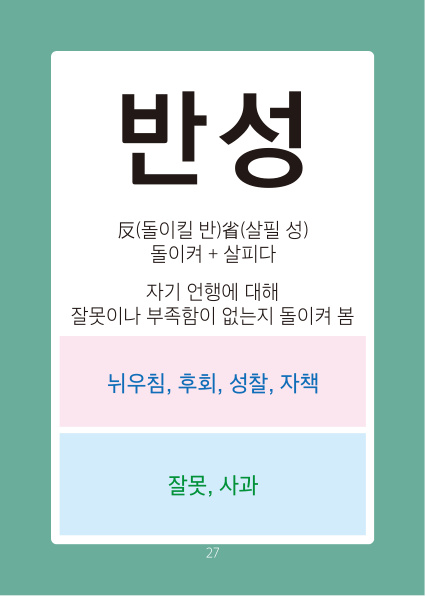 반성
反(돌이킬 반)省(살필 성)
돌이켜 + 살피다
자기 언행에 대해
잘못이나 부족함이 없는지 돌이켜 봄
뉘우침, 후회, 성찰, 자책
잘못, 사과
27